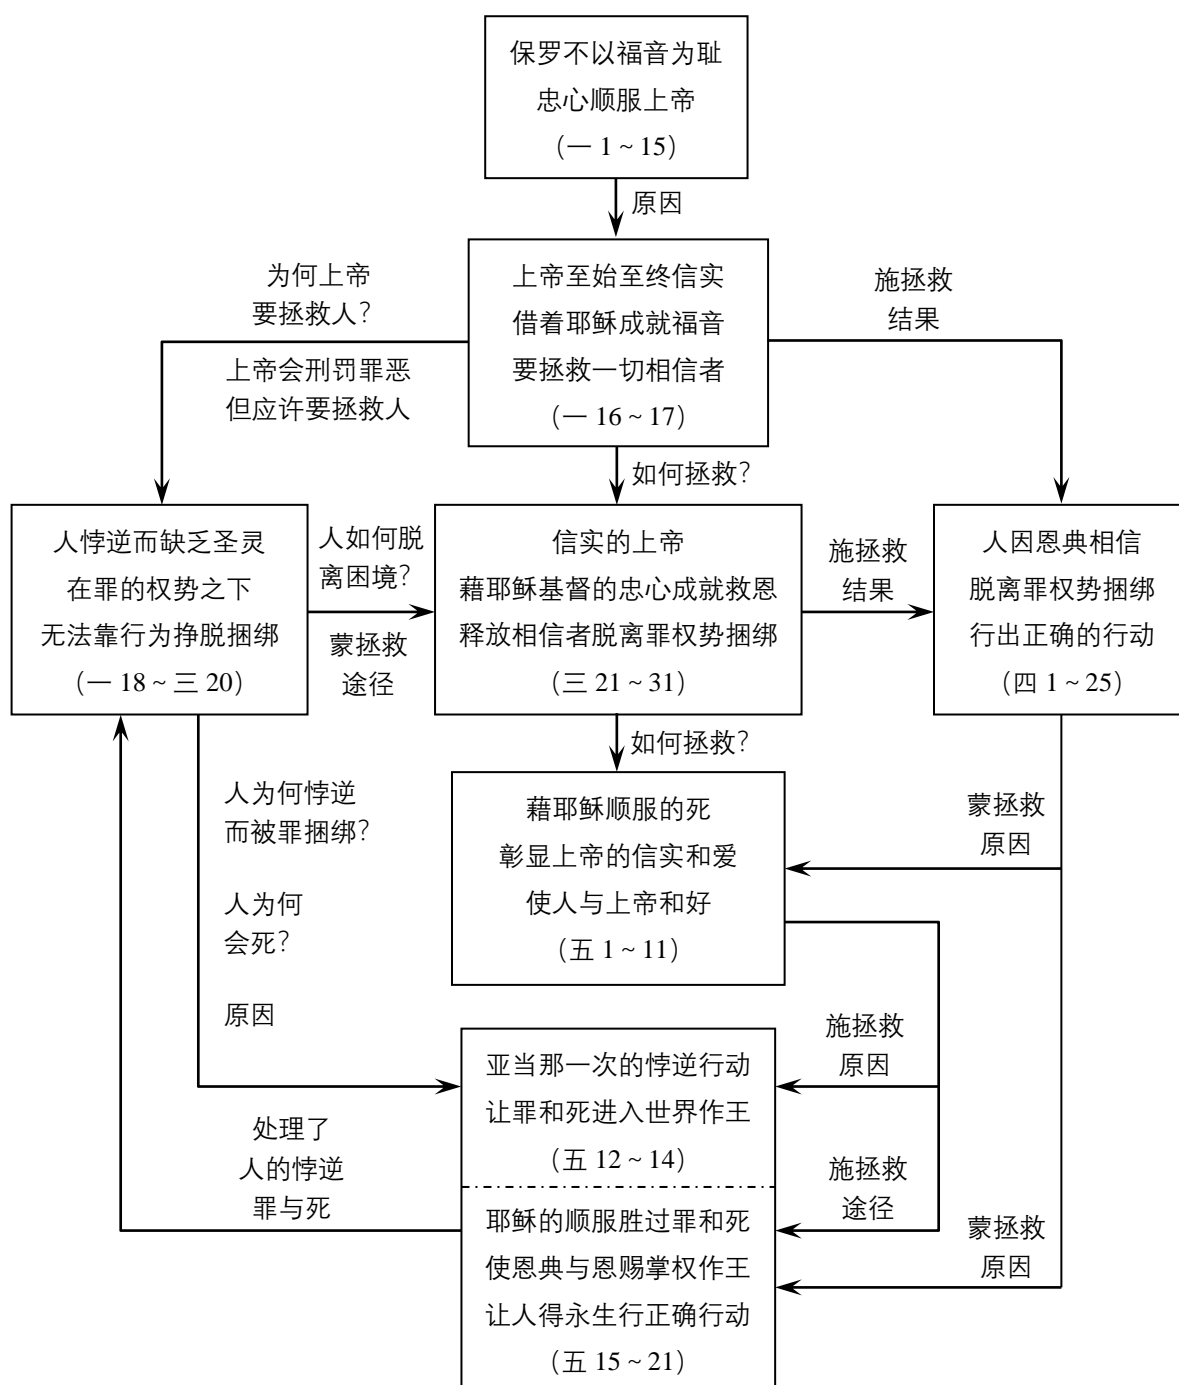 保罗不以福音为耻
忠心顺服上帝
（一 1 ~ 15）
原因
为何上帝
要拯救人？
上帝会刑罚罪恶
但应许要拯救人
上帝至始至终信实
借着耶稣成就福音
要拯救一切相信者
（一 16 ~ 17）
施拯救
结果
如何拯救？
人悖逆而缺乏圣灵
在罪的权势之下
无法靠行为挣脱捆绑
（一 18 ~ 三 20）
人如何脱
离困境？
蒙拯救
途径
信实的上帝
藉耶稣基督的忠心成就救恩
释放相信者脱离罪权势捆绑
（三 21 ~ 31）
施拯救
结果
人因恩典相信
脱离罪权势捆绑
行出正确的行动
（四 1 ~ 25）
如何拯救？
人为何悖逆
而被罪捆绑？
人为何
会死？
原因
藉耶稣顺服的死
彰显上帝的信实和爱
使人与上帝和好
（五 1 ~ 11）
蒙拯救
原因
施拯救
原因
亚当那一次的悖逆行动
让罪和死进入世界作王
（五 12 ~ 14）
处理了
人的悖逆
罪与死
施拯救
途径
耶稣的顺服胜过罪和死
使恩典与恩赐掌权作王
让人得永生行正确行动
（五 15 ~ 21）
蒙拯救
原因